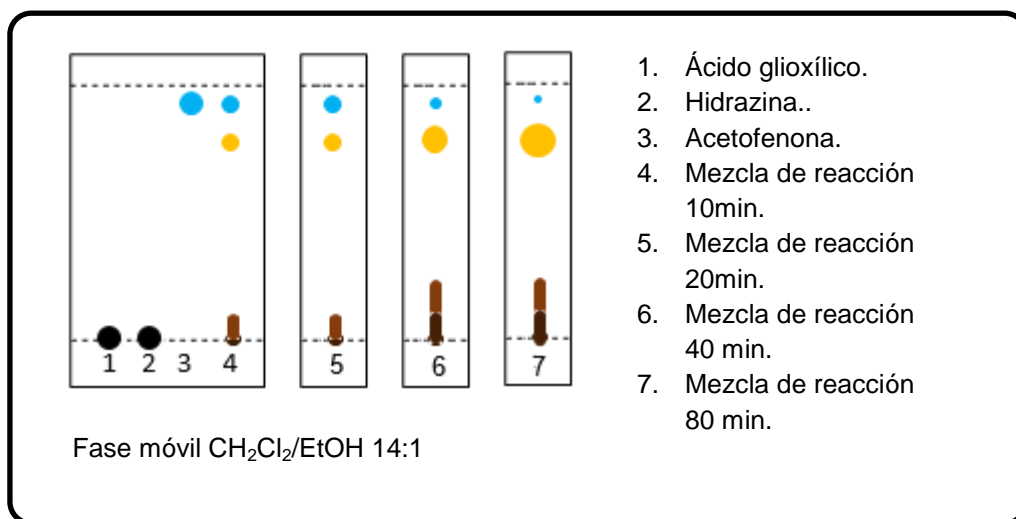 1. Ácido glioxílico.
2. Hidrazina..
3. Acetofenona.
4. Mezcla de reacción
10min.
5. Mezcla de reacción
20min.
6. Mezcla de reacción
40 min.
7. Mezcla de reacción
80 min.
1 2 3 4 5 6 7
Fase móvil CH₂Cl₂/EtOH 14:1